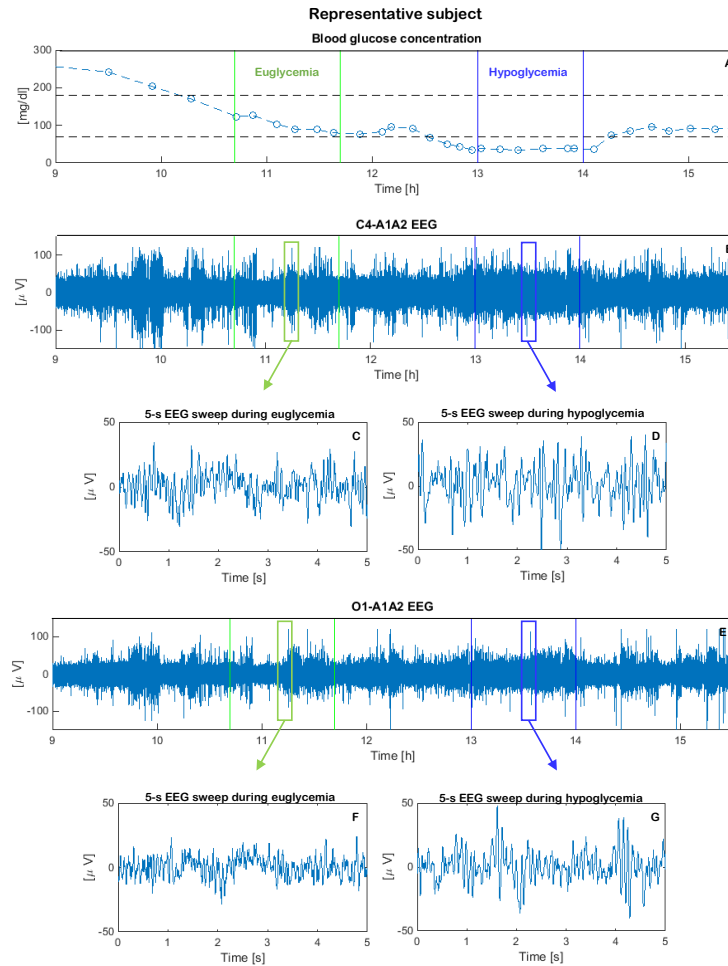 Representative subject
Blood glucose concentration
A
Euglycemia
Hypoglycemia
[mg/dl]
300
200
100
0
9 10 11 12 13 14 15
Time [h]
C4-A1A2 EEG
B
[μ V]
100
0
-100
9 10 11 12 13 14 15
Time [h]
5-s EEG sweep during euglycemia
C
[μ V]
50
0
-50
0 1 2 3 4 5
Time [s]
5-s EEG sweep during hypoglycemia
D
[μ V]
50
0
-50
0 1 2 3 4 5
Time [s]
O1-A1A2 EEG
E
[μ V]
100
0
-100
9 10 11 12 13 14 15
Time [h]
5-s EEG sweep during euglycemia
F
[μ V]
50
0
-50
0 1 2 3 4 5
Time [s]
5-s EEG sweep during hypoglycemia
G
[μ V]
50
0
-50
0 1 2 3 4 5
Time [s]